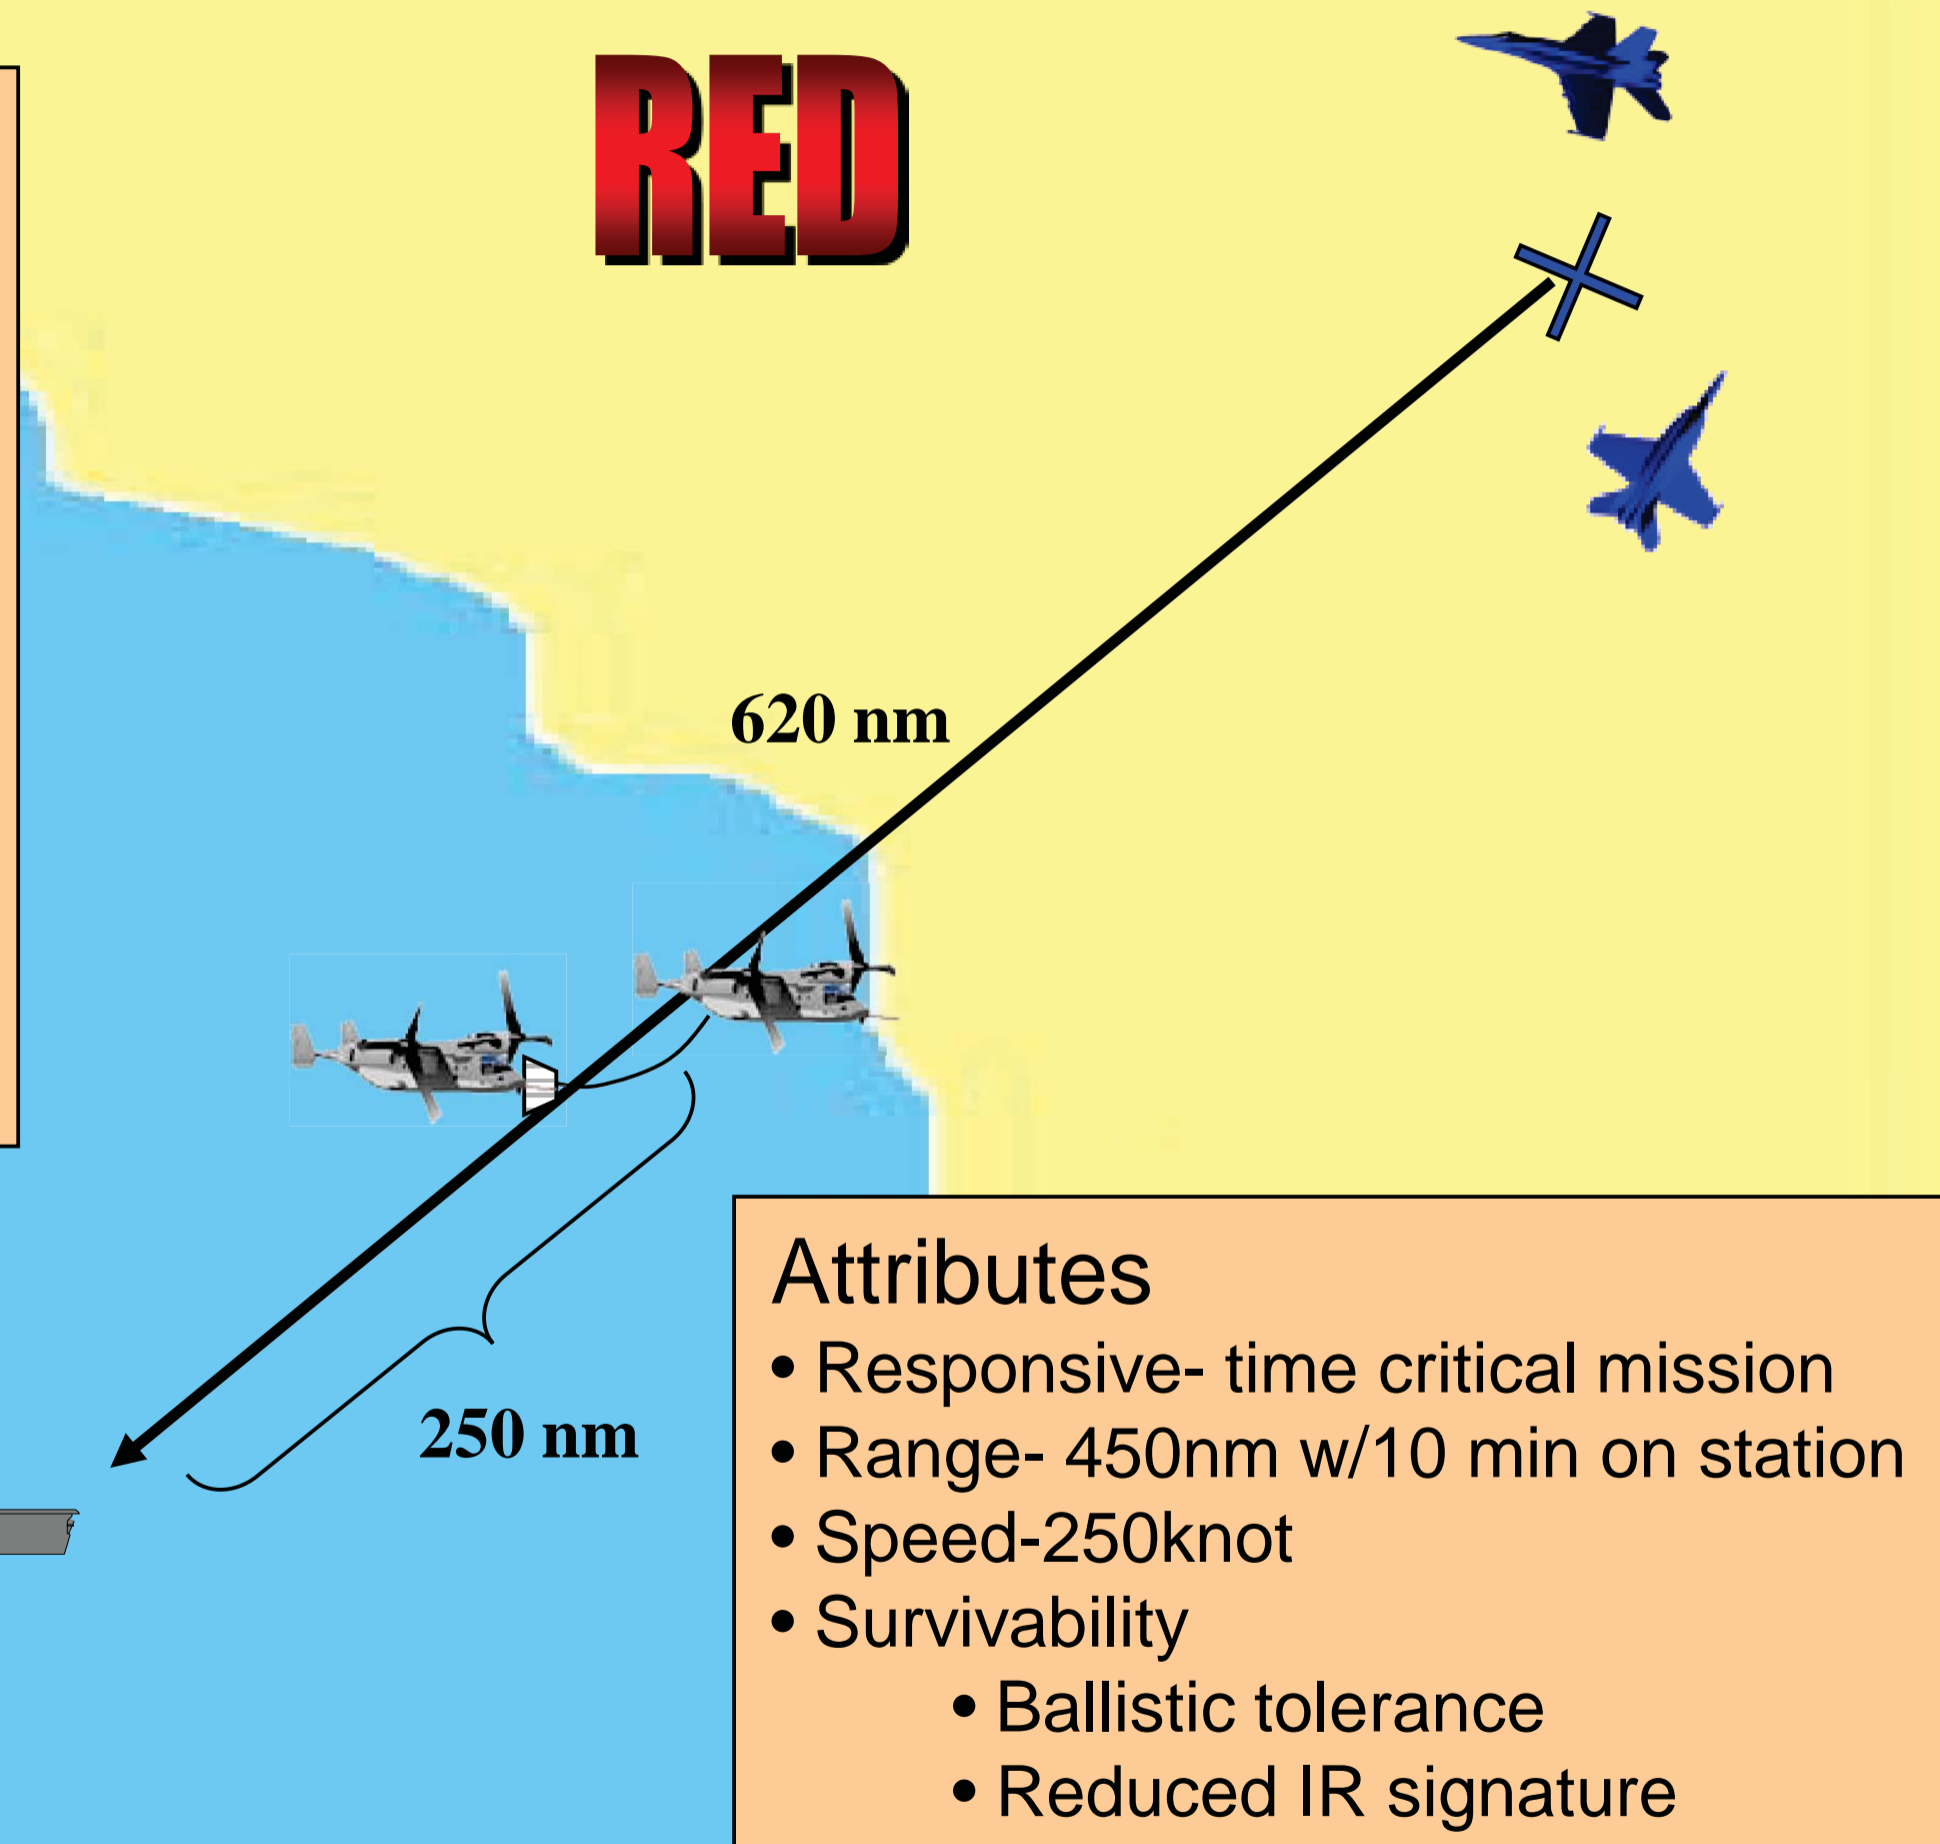 RED
620 nm
250 nm
Attributes
• Responsive- time critical mission
• Range- 450nm w/10 min on station
• Speed-250knot
• Survivability
• Ballistic tolerance
• Reduced IR signature